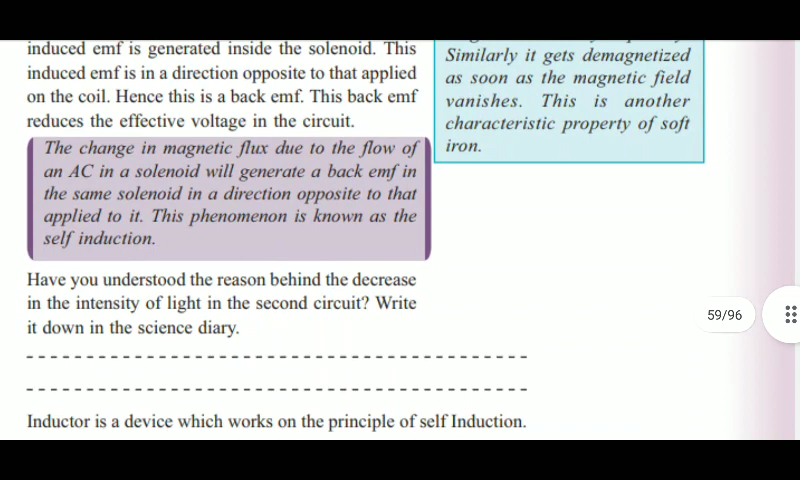 induced emf is generated inside the solenoid. This
induced emf is in a direction opposite to that applied
on the coil. Hence this is a back emf. This back emf
reduces the effective voltage in the circuit.
The change in magnetic flux due to the flow of
an AC in a solenoid will generate a back emf in
the same solenoid in a direction opposite to that
applied to it. This phenomenon is known as the
self induction.
Have you understood the reason behind the decrease
in the intensity of light in the second circuit? Write
it down in the science diary.
Inductor is a device which works on the principle of self Induction.
Similarly it gets demagnetized
as soon as the magnetic field
vanishes. This is another
characteristic property of soft
iron.
59/96